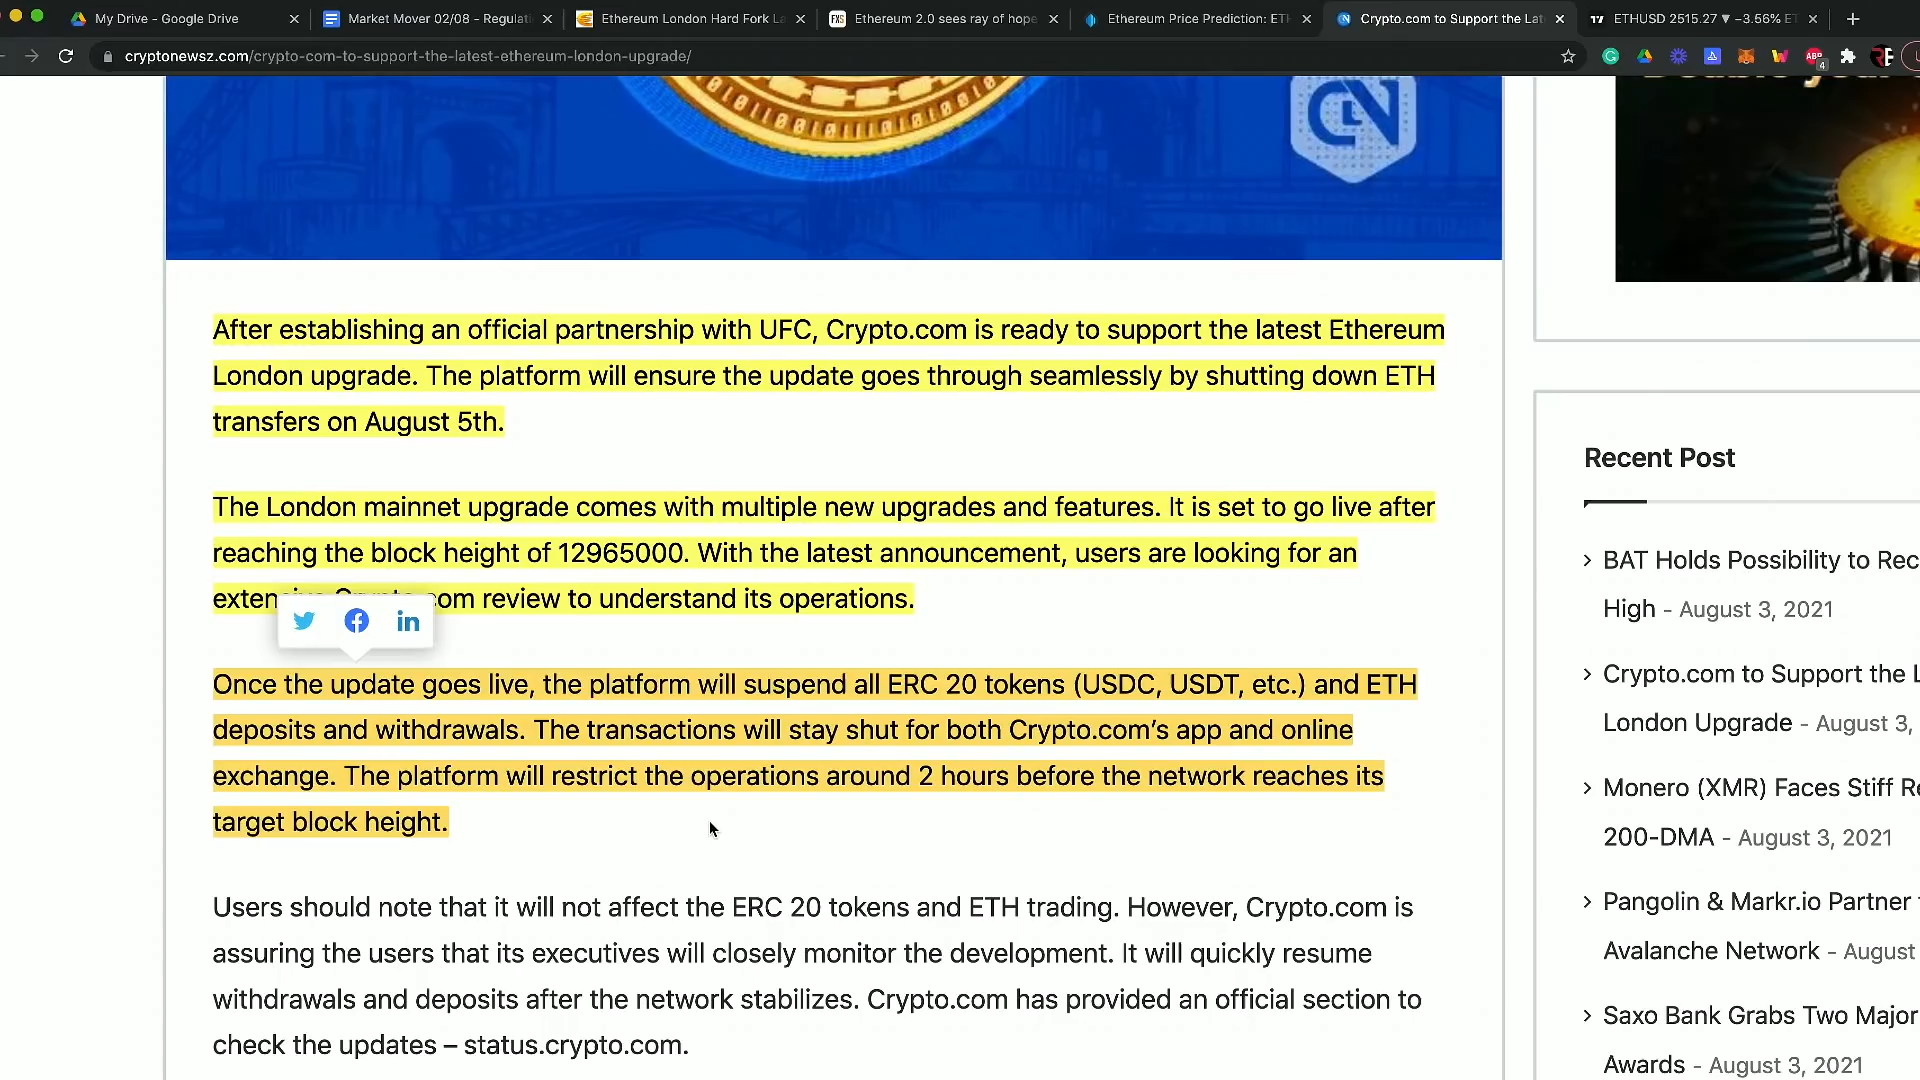 My Drive - Google Drive
Market Mover 02/08 - Regulati
Ethereum London Hard Fork La
Ethereum 2.0 sees ray of hope
Ethereum Price Prediction: ETH
Crypto.com to Support the Lat
ETHUSD 2515.27 ▼ −3.56%
cryptonewsz.com/crypto-com-to-support-the-latest-ethereum-london-upgrade/
After establishing an official partnership with UFC, Crypto.com is ready to support the latest Ethereum
London upgrade. The platform will ensure the update goes through seamlessly by shutting down ETH
transfers on August 5th.
The London mainnet upgrade comes with multiple new upgrades and features. It is set to go live after
reaching the block height of 12965000. With the latest announcement, users are looking for an
extensive Crypto.com review to understand its operations.
Once the update goes live, the platform will suspend all ERC 20 tokens (USDC, USDT, etc.) and ETH
deposits and withdrawals. The transactions will stay shut for both Crypto.com’s app and online
exchange. The platform will restrict the operations around 2 hours before the network reaches its
target block height.
Users should note that it will not affect the ERC 20 tokens and ETH trading. However, Crypto.com is
assuring the users that its executives will closely monitor the development. It will quickly resume
withdrawals and deposits after the network stabilizes. Crypto.com has provided an official section to
check the updates – status.crypto.com.
Recent Post
BAT Holds Possibility to Rec
High - August 3, 2021
Crypto.com to Support the L
London Upgrade - August 3,
Monero (XMR) Faces Stiff Re
200-DMA - August 3, 2021
Pangolin & Markr.io Partner
Avalanche Network - August
Saxo Bank Grabs Two Major
Awards - August 3, 2021